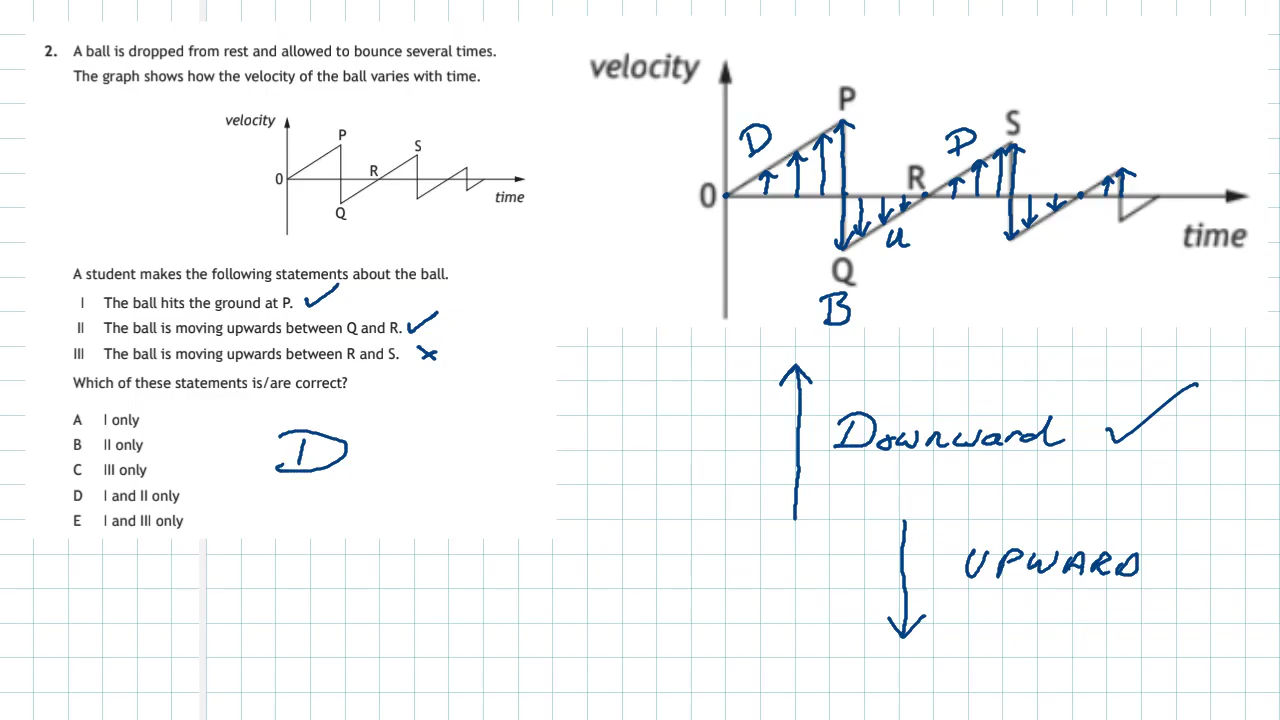 2. A ball is dropped from rest and allowed to bounce several times.
The graph shows how the velocity of the ball varies with time.
velocity
P
S
R
0
time
Q
A student makes the following statements about the ball.
I The ball hits the ground at P.
II The ball is moving upwards between Q and R.
III The ball is moving upwards between R and S.
Which of these statements is/are correct?
A I only
B II only
C III only
D I and II only
E I and III only
D
velocity
P
S
D
D
R
0
u
time
Q
B
Downward
UPWARD